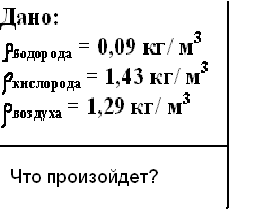 Дано:
ρводорода = 0,09 кг/м³
ρкислорода = 1,43 кг/м³
ρвоздуха = 1,29 кг/м³
Что произойдет?